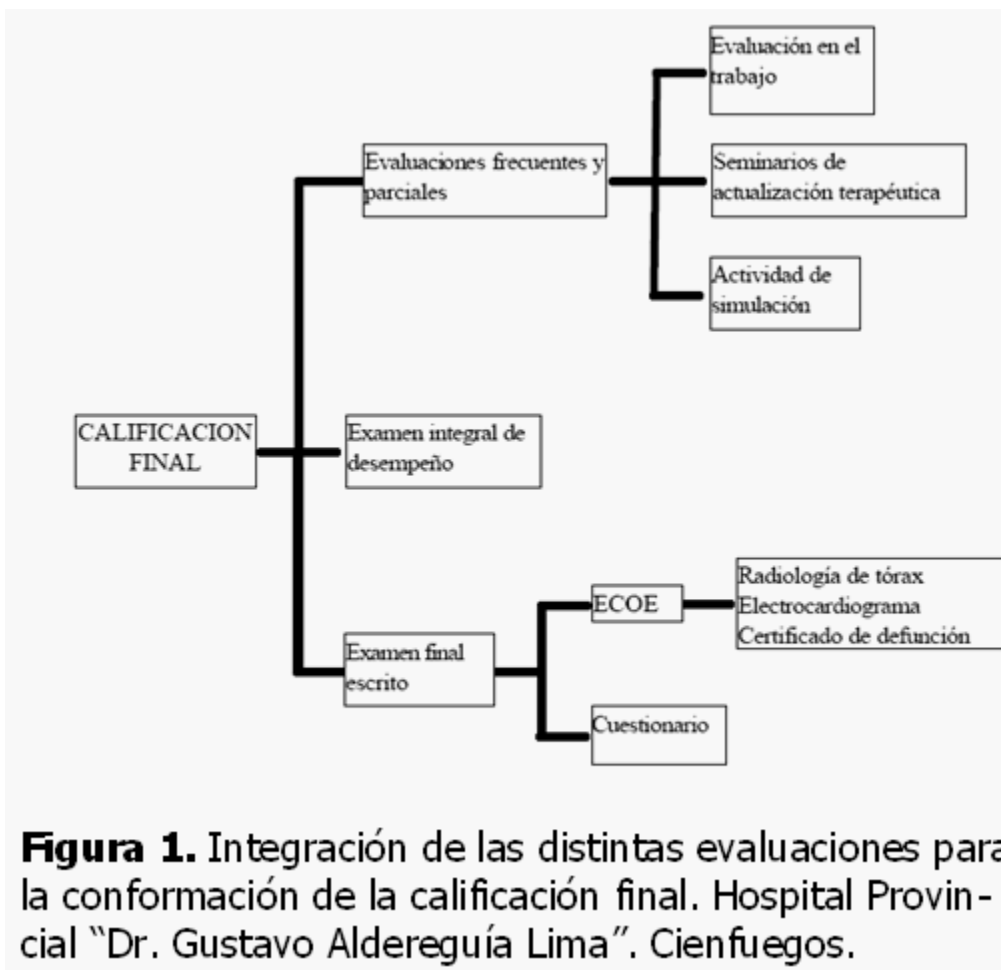 Evaluación en el
trabajo
Evaluaciones frecuentes y
parciales
Seminarios de
actualización terapéutica
Actividad de
simulación
CALIFICACION
FINAL
Examen integral de
desempeño
Examen final
escrito
ECOE
Radiología de tórax
Electrocardiograma
Certificado de defunción
Cuestionario
Figura 1. Integración de las distintas evaluaciones para
la conformación de la calificación final. Hospital Provin-
cial “Dr. Gustavo Aldereguía Lima”. Cienfuegos.